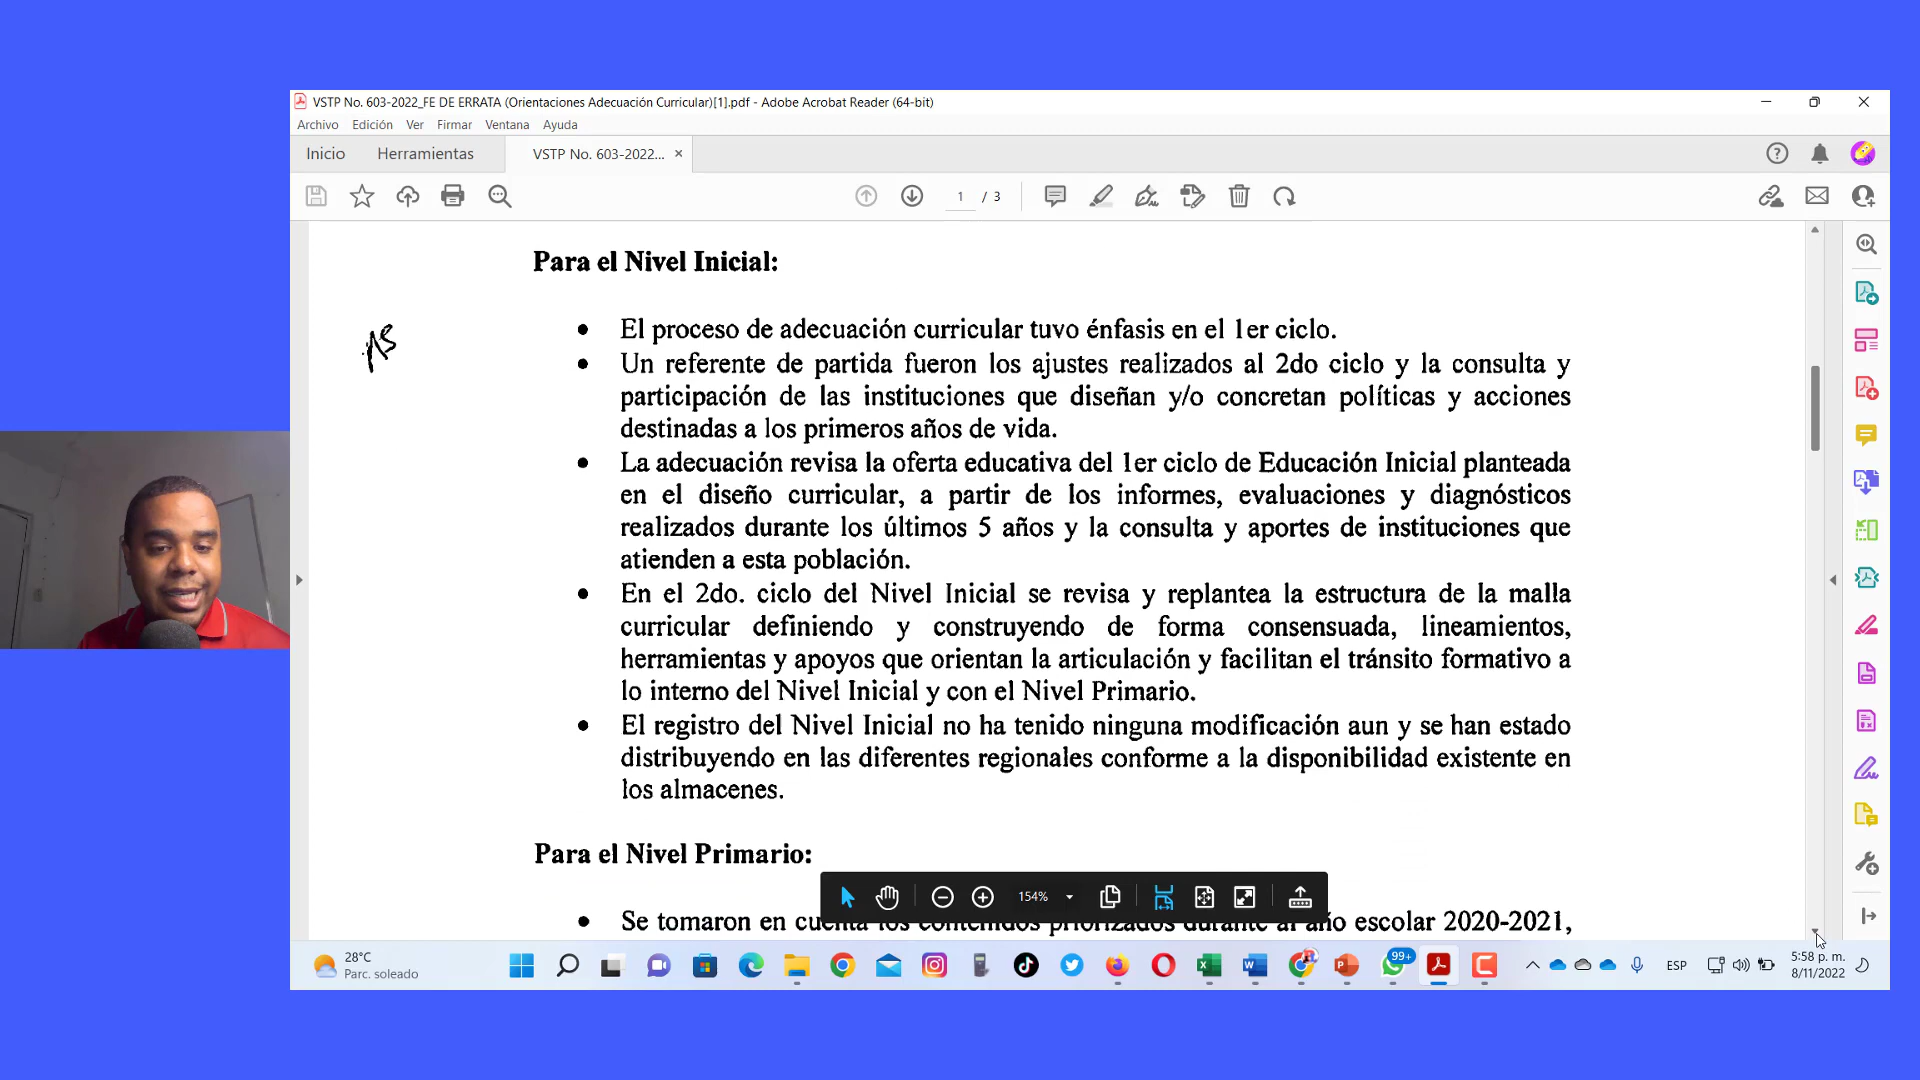 VSTP No. 603-2022_FE DE ERRATA (Orientaciones Adecuación Curricular)[1].pdf - Adobe Acrobat Reader (64-bit)
Archivo Edición Ver Firmar Ventana Ayuda
Inicio Herramientas VSTP No. 603-2022... ×
1 / 3
Para el Nivel Inicial:
• El proceso de adecuación curricular tuvo énfasis en el 1er ciclo.
• Un referente de partida fueron los ajustes realizados al 2do ciclo y la consulta y
participación de las instituciones que diseñan y/o concretan políticas y acciones
destinadas a los primeros años de vida.
• La adecuación revisa la oferta educativa del 1er ciclo de Educación Inicial planteada
en el diseño curricular, a partir de los informes, evaluaciones y diagnósticos
realizados durante los últimos 5 años y la consulta y aportes de instituciones que
atienden a esta población.
• En el 2do. ciclo del Nivel Inicial se revisa y replantea la estructura de la malla
curricular definiendo y construyendo de forma consensuada, lineamientos,
herramientas y apoyos que orientan la articulación y facilitan el tránsito formativo a
lo interno del Nivel Inicial y con el Nivel Primario.
• El registro del Nivel Inicial no ha tenido ninguna modificación aun y se han estado
distribuyendo en las diferentes regionales conforme a la disponibilidad existente en
los almacenes.
Para el Nivel Primario:
154%
• Se tomaron en cuenta los contenidos priorizados durante al año escolar 2020-2021,
28°C
Parc. soleado
99+
ESP
5:58 p. m.
8/11/2022